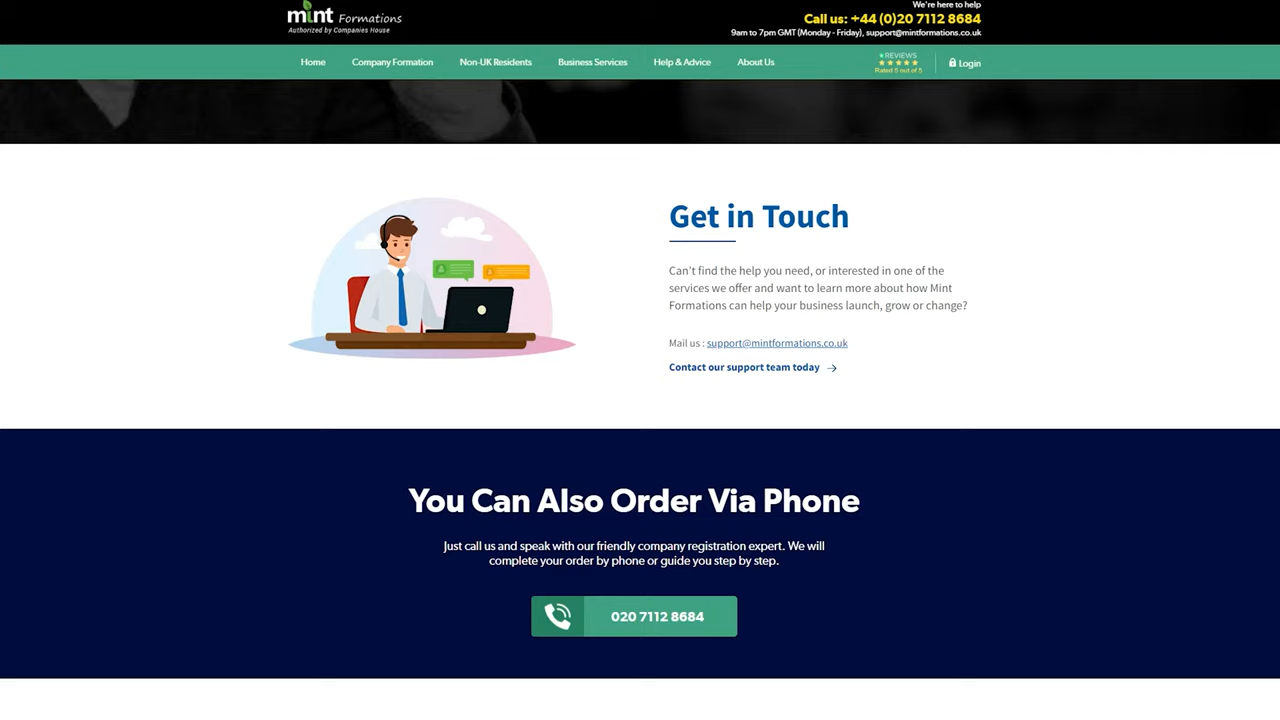 mint Formations
Authorized by Companies House
We're here to help
Call us: +44 (0)20 7112 8684
9am to 7pm GMT (Monday - Friday), support@mintformations.co.uk
Home
Company Formation
Non-UK Residents
Business Services
Help & Advice
About Us
REVIEWS
Rated 5 out of 5
Login
Get in Touch
Can't find the help you need, or interested in one of the
services we offer and want to learn more about how Mint
Formations can help your business launch, grow or change?
Mail us : support@mintformations.co.uk
Contact our support team today
You Can Also Order Via Phone
Just call us and speak with our friendly company registration expert. We will
complete your order by phone or guide you step by step.
020 7112 8684